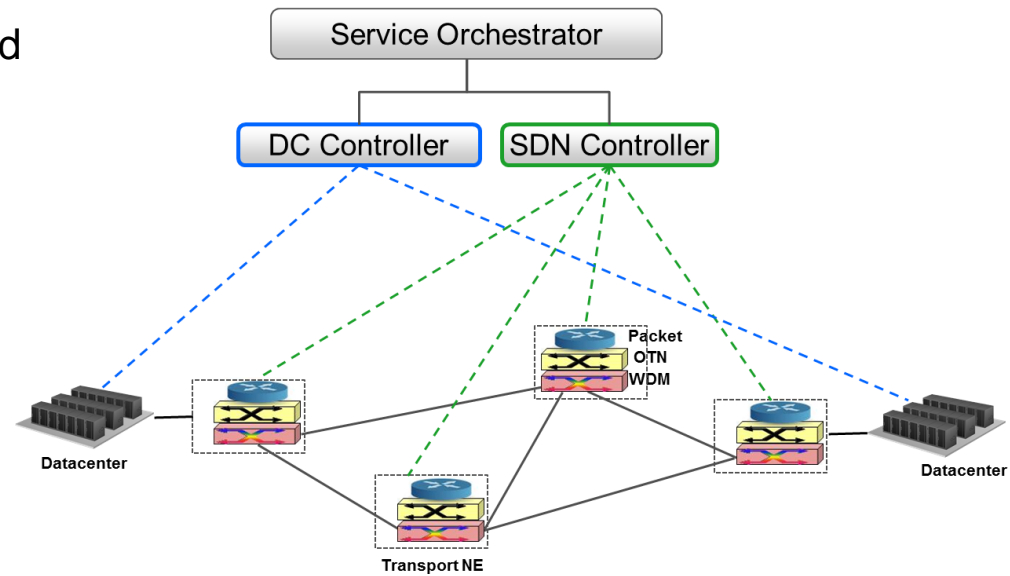 d
Service Orchestrator
DC Controller
SDN Controller
Packet
OTN
WDM
Datacenter
Datacenter
Transport NE